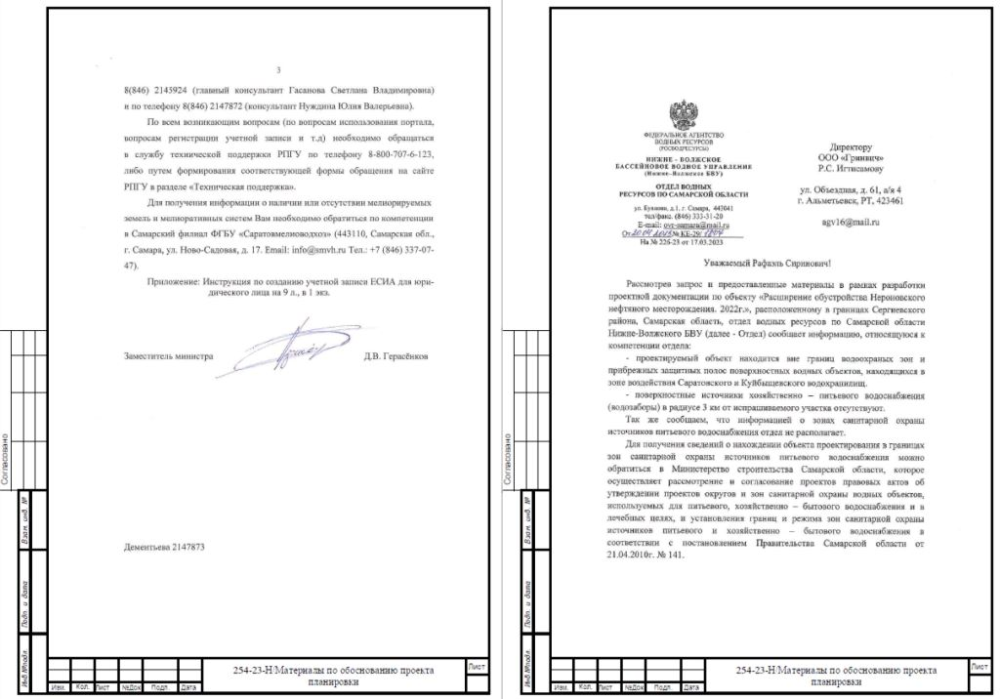 3
8(846) 2145924 (главный консультант Гасанова Светлана Владимировна)
и по телефону 8(846) 2147872 (консультант Нуждина Юлия Валерьевна).
По всем возникающим вопросам (по вопросам использования портала,
вопросам регистрации учетной записи и т.д) необходимо обращаться
в службу технической поддержки РПГУ по телефону 8-800-707-6-123,
либо путем формирования соответствующей формы обращения на сайте
РПГУ в разделе «Техническая поддержка».
Для получения информации о наличии или отсутствии мелиорируемых
земель и мелиоративных систем Вам необходимо обратиться по компетенции
в Самарский филиал ФГБУ «Саратовмелиоводхоз» (443110, Самарская обл.,
г. Самара, ул. Ново-Садовая, д. 17. Email: info@smvh.ru Тел.: +7 (846) 337-07-
47).
Приложение: Инструкция по созданию учетной записи ЕСИА для юри-
дического лица на 9 л., в 1 экз.
Заместитель министра Д.В. Герасёнков
Дементьева 2147873
Согласовано
Взам. инв. №
Подп. и дата
Инв №подл.
Изм. Кол. Лист №Док Подп. Дата
254-23-Н/Материалы по обоснованию проекта
планировки
Лист
ФЕДЕРАЛЬНОЕ АГЕНТСТВО
ВОДНЫХ РЕСУРСОВ
(РОСВОДРЕСУРСЫ)
НИЖНЕ - ВОЛЖСКОЕ
БАССЕЙНОВОЕ ВОДНОЕ УПРАВЛЕНИЕ
(Нижне-Волжское БВУ)
ОТДЕЛ ВОДНЫХ
РЕСУРСОВ ПО САМАРСКОЙ ОБЛАСТИ
ул. Буянова, д.1, г. Самара, 443041
тел/факс. (846) 333-31-20
E-mail: ovr-samara@mail.ru
От 20.04.2023 № КЕ-29/
На № 226-23 от 17.03.2023
Директору
ООО «Гринвич»
Р.С. Игтисамову
ул. Объездная, д. 61, а/я 4
г. Альметьевск, РТ, 423461
agv16@mail.ru
Уважаемый Рафаэль Сиринович!
Рассмотрев запрос и предоставленные материалы в рамках разработки
проектной документации по объекту «Расширение обустройства Нероновского
нефтяного месторождения. 2022г.», расположенному в границах Сергиевского
района, Самарская область, отдел водных ресурсов по Самарской области
Нижне-Волжского БВУ (далее - Отдел) сообщает информацию, относящуюся к
компетенции отдела:
- проектируемый объект находится вне границ водоохраных зон и
прибрежных защитных полос поверхностных водных объектов, находящихся в
зоне воздействия Саратовского и Куйбышевского водохранилищ.
- поверхностные источники хозяйственно – питьевого водоснабжения
(водозаборы) в радиусе 3 км от испрашиваемого участка отсутствуют.
Так же сообщаем, что информацией о зонах санитарной охраны
источников питьевого водоснабжения отдел не располагает.
Для получения сведений о нахождении объекта проектирования в границах
зон санитарной охраны источников питьевого водоснабжения можно
обратиться в Министерство строительства Самарской области, которое
осуществляет рассмотрение и согласование проектов правовых актов об
утверждении проектов округов и зон санитарной охраны водных объектов,
используемых для питьевого, хозяйственно – бытового водоснабжения и в
лечебных целях, и установления границ и режима зон санитарной охраны
источников питьевого и хозяйственно – бытового водоснабжения в
соответствии с постановлением Правительства Самарской области от
21.04.2010г. № 141.
Согласовано
Взам. инв. №
Подп. и дата
Инв №подл.
Изм. Кол. Лист №Док Подп. Дата
254-23-Н/Материалы по обоснованию проекта
планировки
Лист